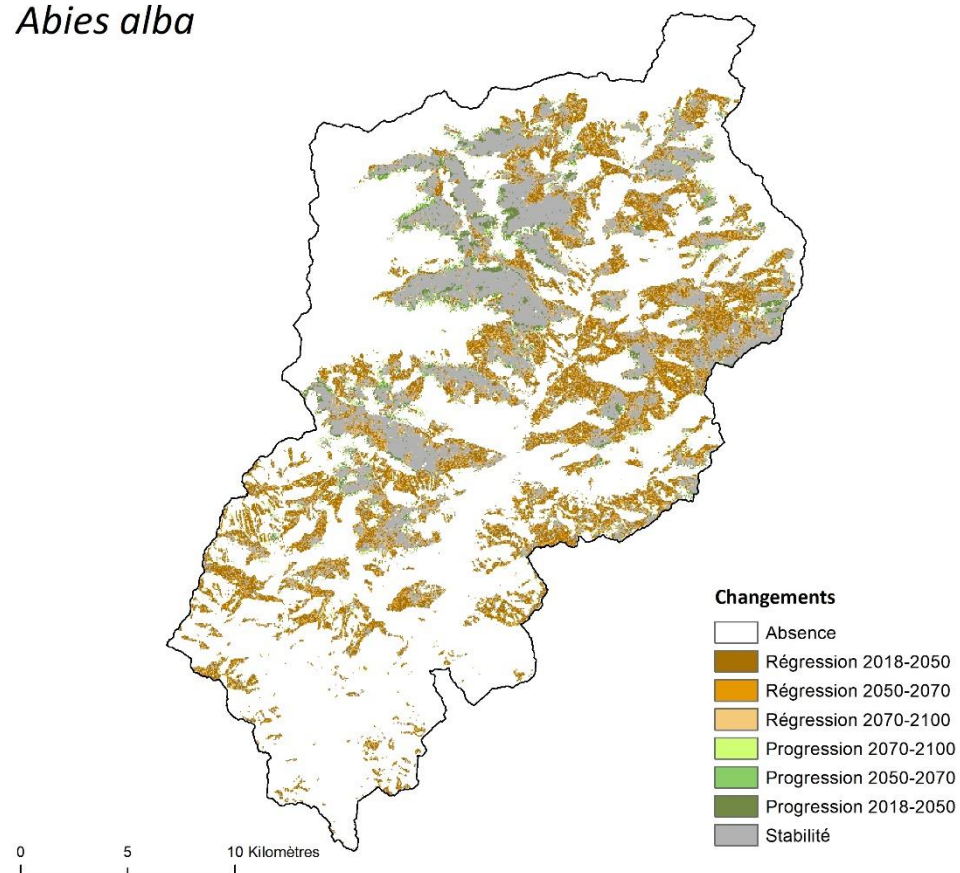 Abies alba
Changements
Absence
Régression 2018-2050
Régression 2050-2070
Régression 2070-2100
Progression 2070-2100
Progression 2050-2070
Progression 2018-2050
Stabilité
0 5 10 Kilomètres